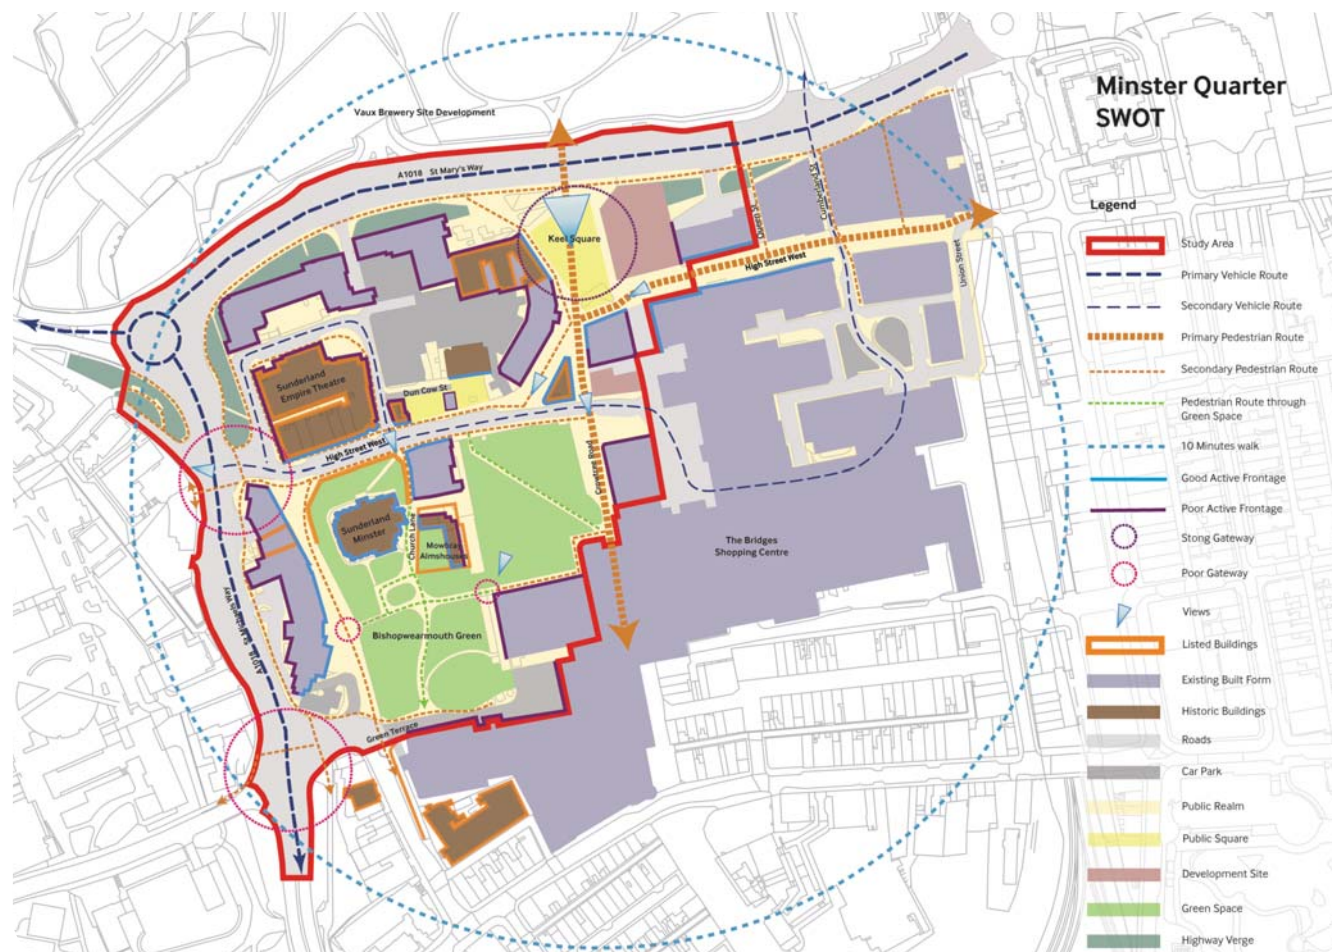 Minster Quarter
SWOT
Vaux Brewery Site Development
A1018 St Mary's Way
Keel Square
Cumberland St
Union Street
High Street West
Sunderland
Empire Theatre
Dun Cow St
High Street West
Crowtree Road
Sunderland
Minster
Church Lane
Mowbray
Almshouses
The Bridges
Shopping Centre
Bishopwearmouth Green
A1018 St Michaels Way
Green Terrace
Legend
Study Area
Primary Vehicle Route
Secondary Vehicle Route
Primary Pedestrian Route
Secondary Pedestrian Route
Pedestrian Route through
Green Space
10 Minutes walk
Good Active Frontage
Poor Active Frontage
Stong Gateway
Poor Gateway
Views
Listed Buildings
Existing Built Form
Historic Buildings
Roads
Car Park
Public Realm
Public Square
Development Site
Green Space
Highway Verge